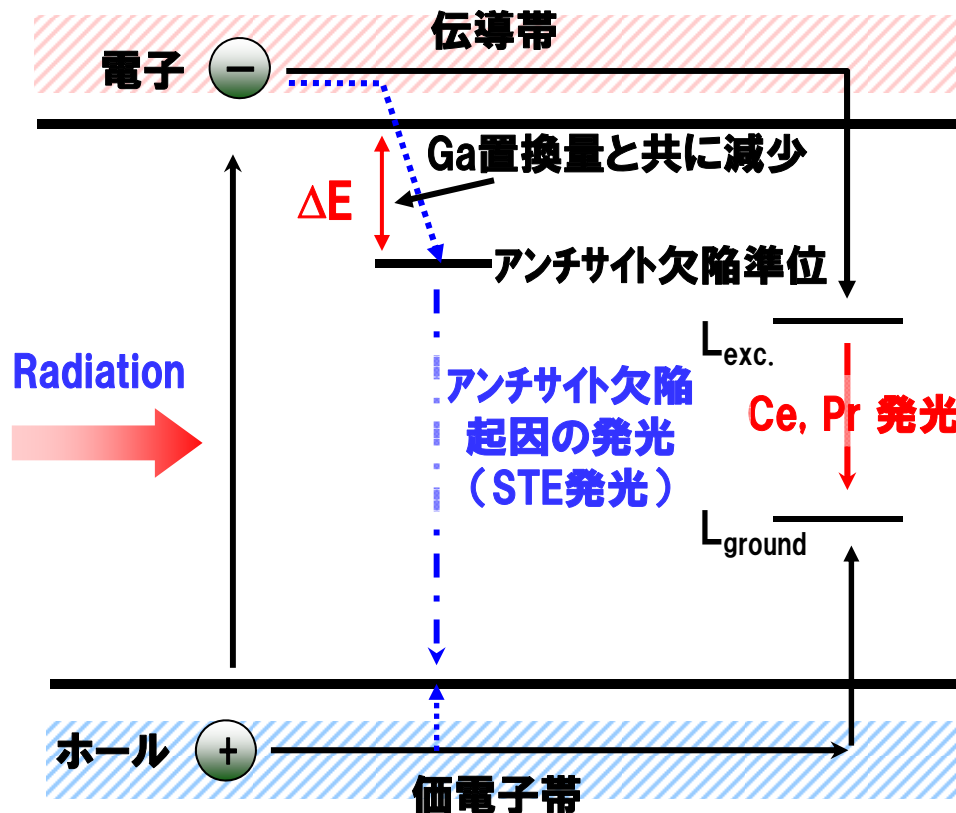 伝導帯
電子 −
Ga置換量と共に減少
ΔE
アンチサイト欠陥準位
Lexc.
Radiation
アンチサイト欠陥
起因の発光
(STE発光)
Ce, Pr 発光
Lground
ホール +
価電子帯